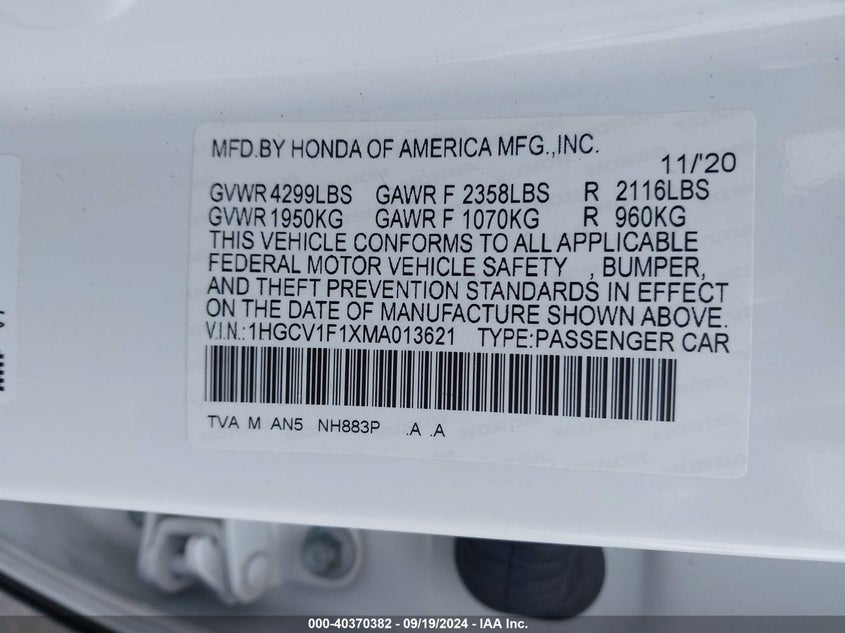 MFD.BY HONDA OF AMERICA MFG.,INC.
11/'20
GVWR 4299LBS GAWR F 2358LBS R 2116LBS
GVWR 1950KG GAWR F 1070KG R 960KG
THIS VEHICLE CONFORMS TO ALL APPLICABLE
FEDERAL MOTOR VEHICLE SAFETY , BUMPER,
AND THEFT PREVENTION STANDARDS IN EFFECT
ON THE DATE OF MANUFACTURE SHOWN ABOVE.
V.I.N.:1HGCV1F1XMA013621 TYPE:PASSENGER CAR
TVA M AN5 NH883P .A .A
000-40370382 - 09/19/2024 - IAA Inc.